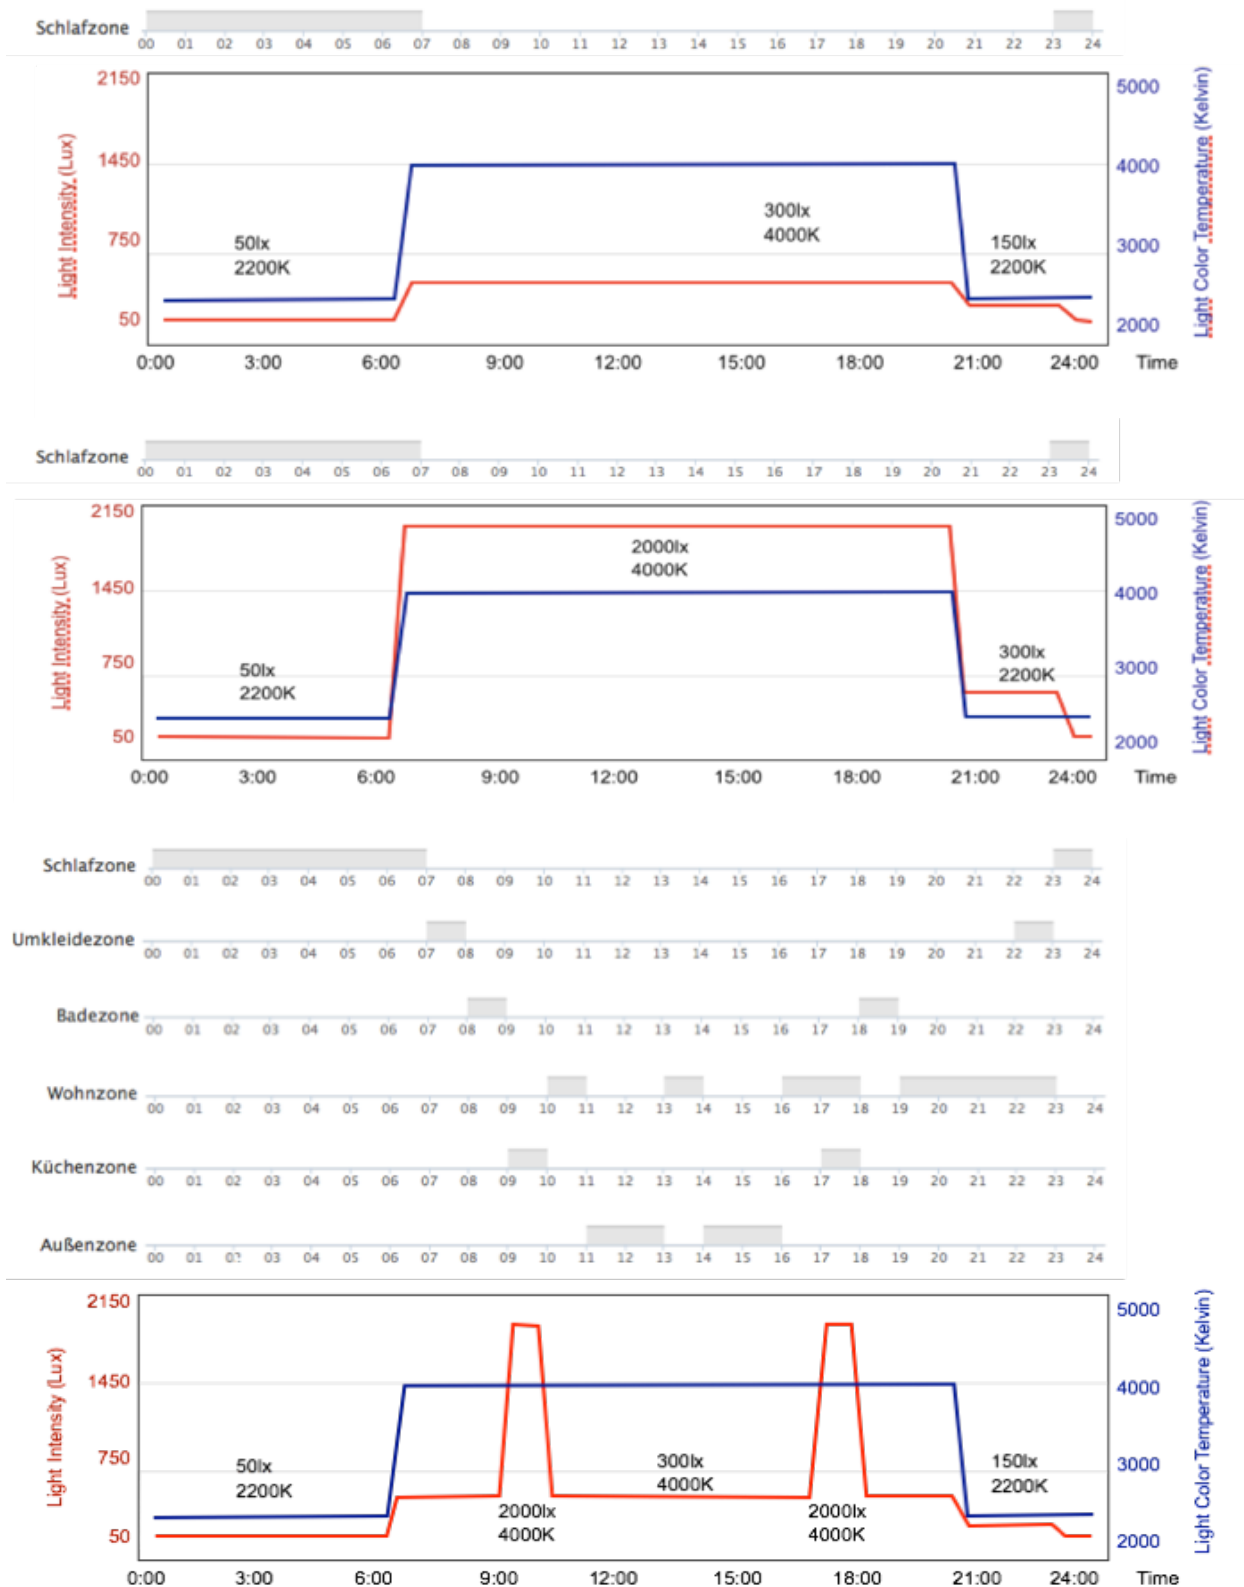 Schlafzone
00 01 02 03 04 05 06 07 08 09 10 11 12 13 14 15 16 17 18 19 20 21 22 23 24
2150
1450
750
50
Light Intensity (Lux)
50lx
2200K
300lx
4000K
150lx
2200K
5000
4000
3000
2000
Light Color Temperature (Kelvin)
0:00 3:00 6:00 9:00 12:00 15:00 18:00 21:00 24:00 Time
Schlafzone
00 01 02 03 04 05 06 07 08 09 10 11 12 13 14 15 16 17 18 19 20 21 22 23 24
2150
1450
750
50
Light Intensity (Lux)
50lx
2200K
2000lx
4000K
300lx
2200K
5000
4000
3000
2000
Light Color Temperature (Kelvin)
0:00 3:00 6:00 9:00 12:00 15:00 18:00 21:00 24:00 Time
Schlafzone
00 01 02 03 04 05 06 07 08 09 10 11 12 13 14 15 16 17 18 19 20 21 22 23 24
Umkleidezone
00 01 02 03 04 05 06 07 08 09 10 11 12 13 14 15 16 17 18 19 20 21 22 23 24
Badezone
00 01 02 03 04 05 06 07 08 09 10 11 12 13 14 15 16 17 18 19 20 21 22 23 24
Wohnzone
00 01 02 03 04 05 06 07 08 09 10 11 12 13 14 15 16 17 18 19 20 21 22 23 24
Küchenzone
00 01 02 03 04 05 06 07 08 09 10 11 12 13 14 15 16 17 18 19 20 21 22 23 24
Außenzone
00 01 02 03 04 05 06 07 08 09 10 11 12 13 14 15 16 17 18 19 20 21 22 23 24
2150
1450
750
50
Light Intensity (Lux)
50lx
2200K
2000lx
4000K
300lx
4000K
2000lx
4000K
150lx
2200K
5000
4000
3000
2000
Light Color Temperature (Kelvin)
0:00 3:00 6:00 9:00 12:00 15:00 18:00 21:00 24:00 Time